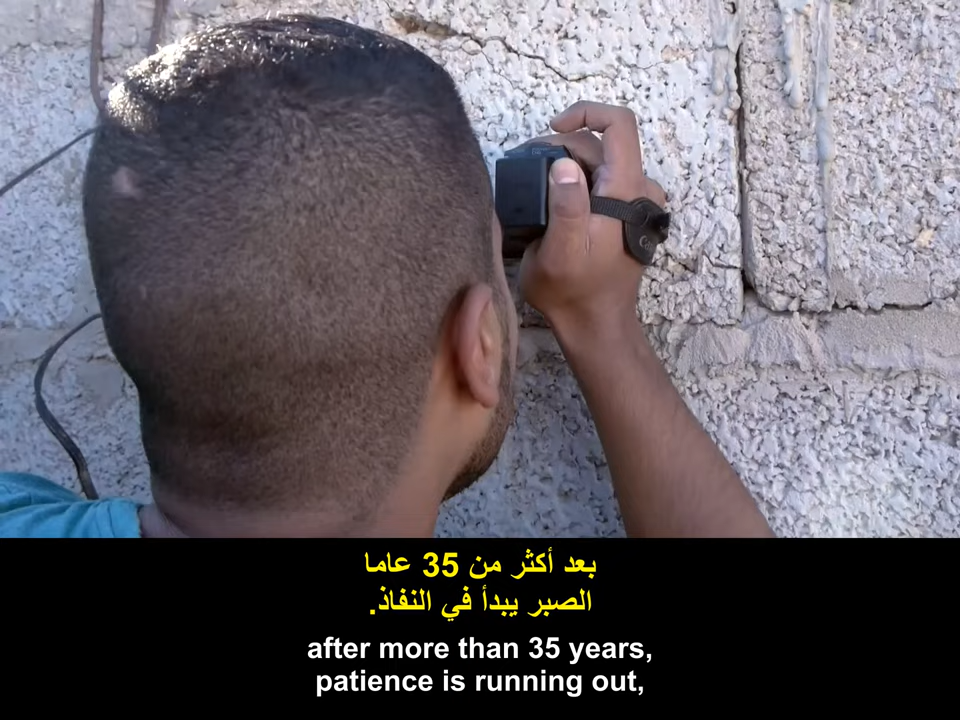 بعد أكثر من 35 عاما
الصبر يبدأ في النفاذ.
after more than 35 years,
patience is running out,